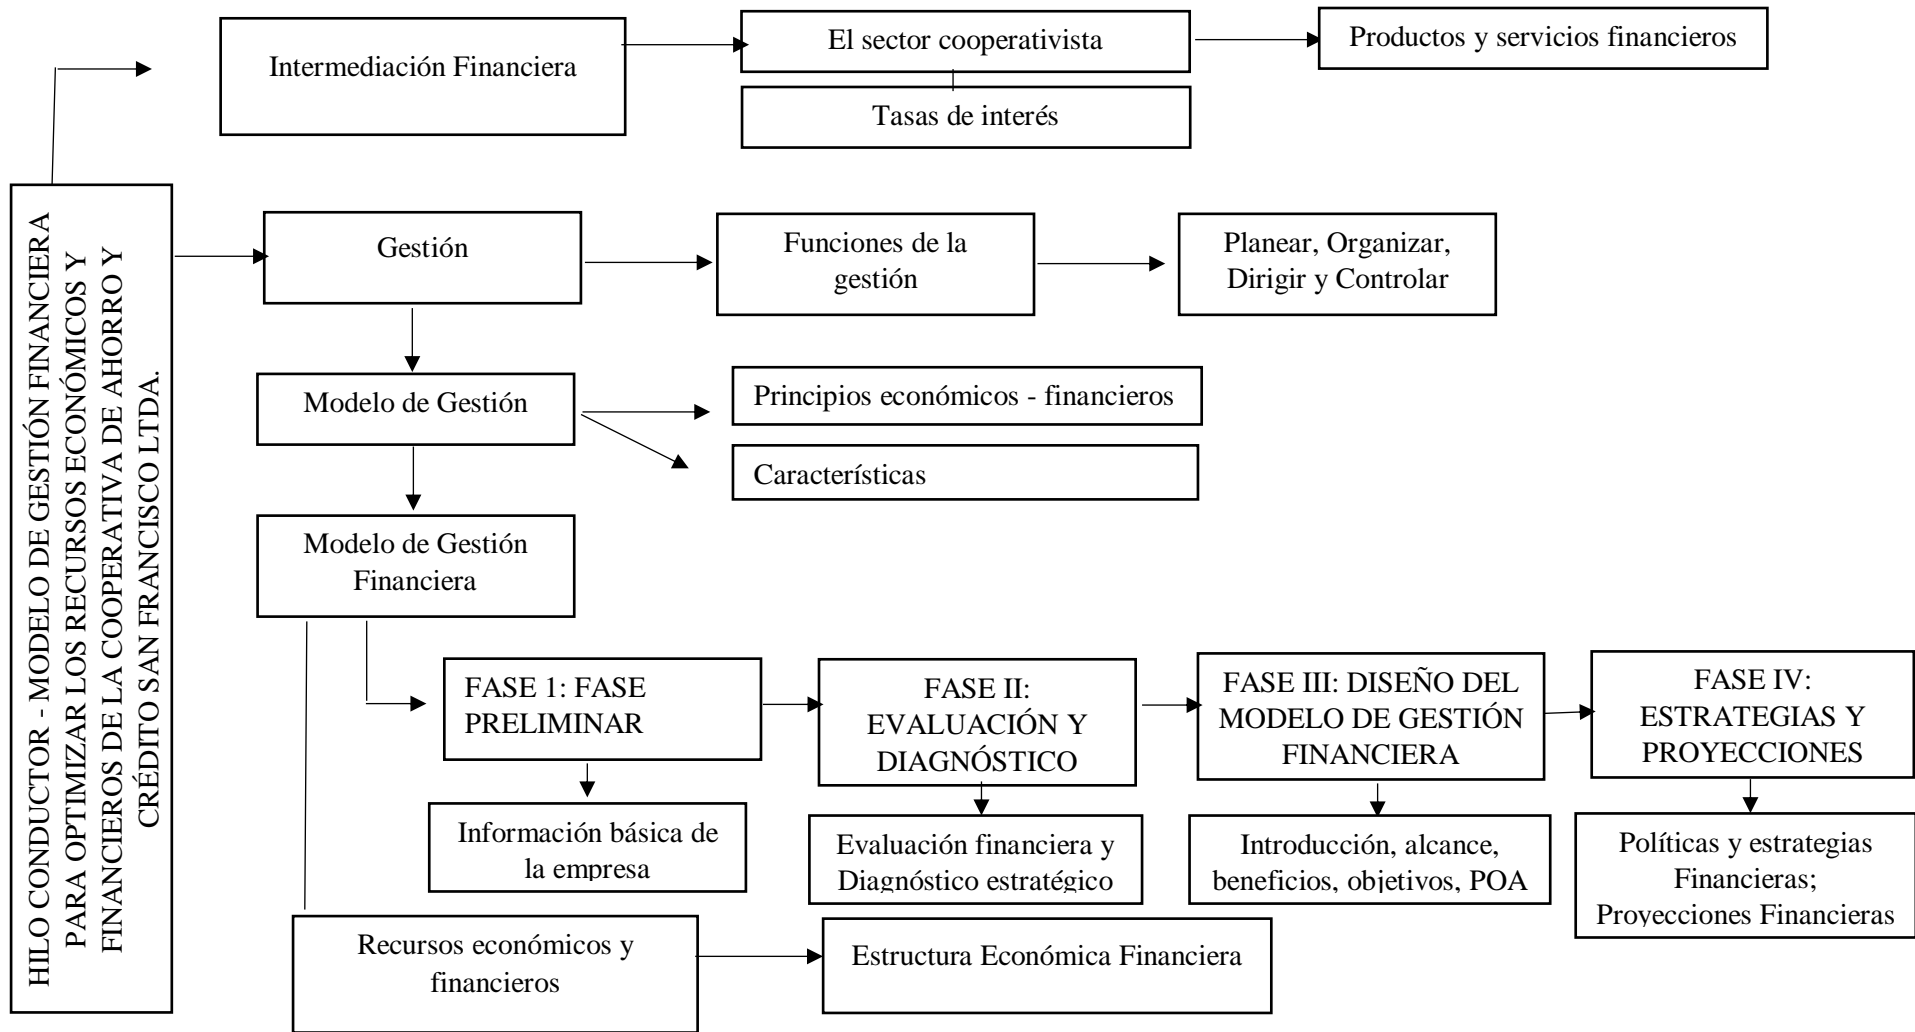 Intermediación Financiera
El sector cooperativista
Productos y servicios financieros
Tasas de interés
HILO CONDUCTOR - MODELO DE GESTIÓN FINANCIERA
PARA OPTIMIZAR LOS RECURSOS ECONÓMICOS Y
FINANCIEROS DE LA COOPERATIVA DE AHORRO Y
CRÉDITO SAN FRANCISCO LTDA.
Gestión
Funciones de la
gestión
Planear, Organizar,
Dirigir y Controlar
Modelo de Gestión
Principios económicos - financieros
Características
Modelo de Gestión
Financiera
FASE 1: FASE
PRELIMINAR
FASE II:
EVALUACIÓN Y
DIAGNÓSTICO
FASE III: DISEÑO DEL
MODELO DE GESTIÓN
FINANCIERA
FASE IV:
ESTRATEGIAS Y
PROYECCIONES
Información básica de
la empresa
Evaluación financiera y
Diagnóstico estratégico
Introducción, alcance,
beneficios, objetivos, POA
Políticas y estrategias
Financieras;
Proyecciones Financieras
Recursos económicos y
financieros
Estructura Económica Financiera